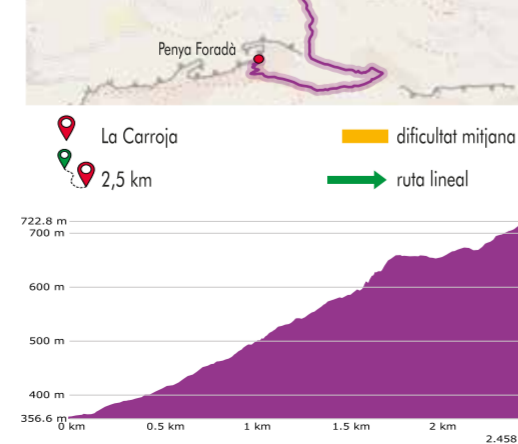 Penya Foradà
La Carroja
dificultat mitjana
2,5 km
ruta lineal
722.8 m
700 m
600 m
500 m
400 m
356.6 m
0 km
0.5 km
1 km
1.5 km
2 km
2.458